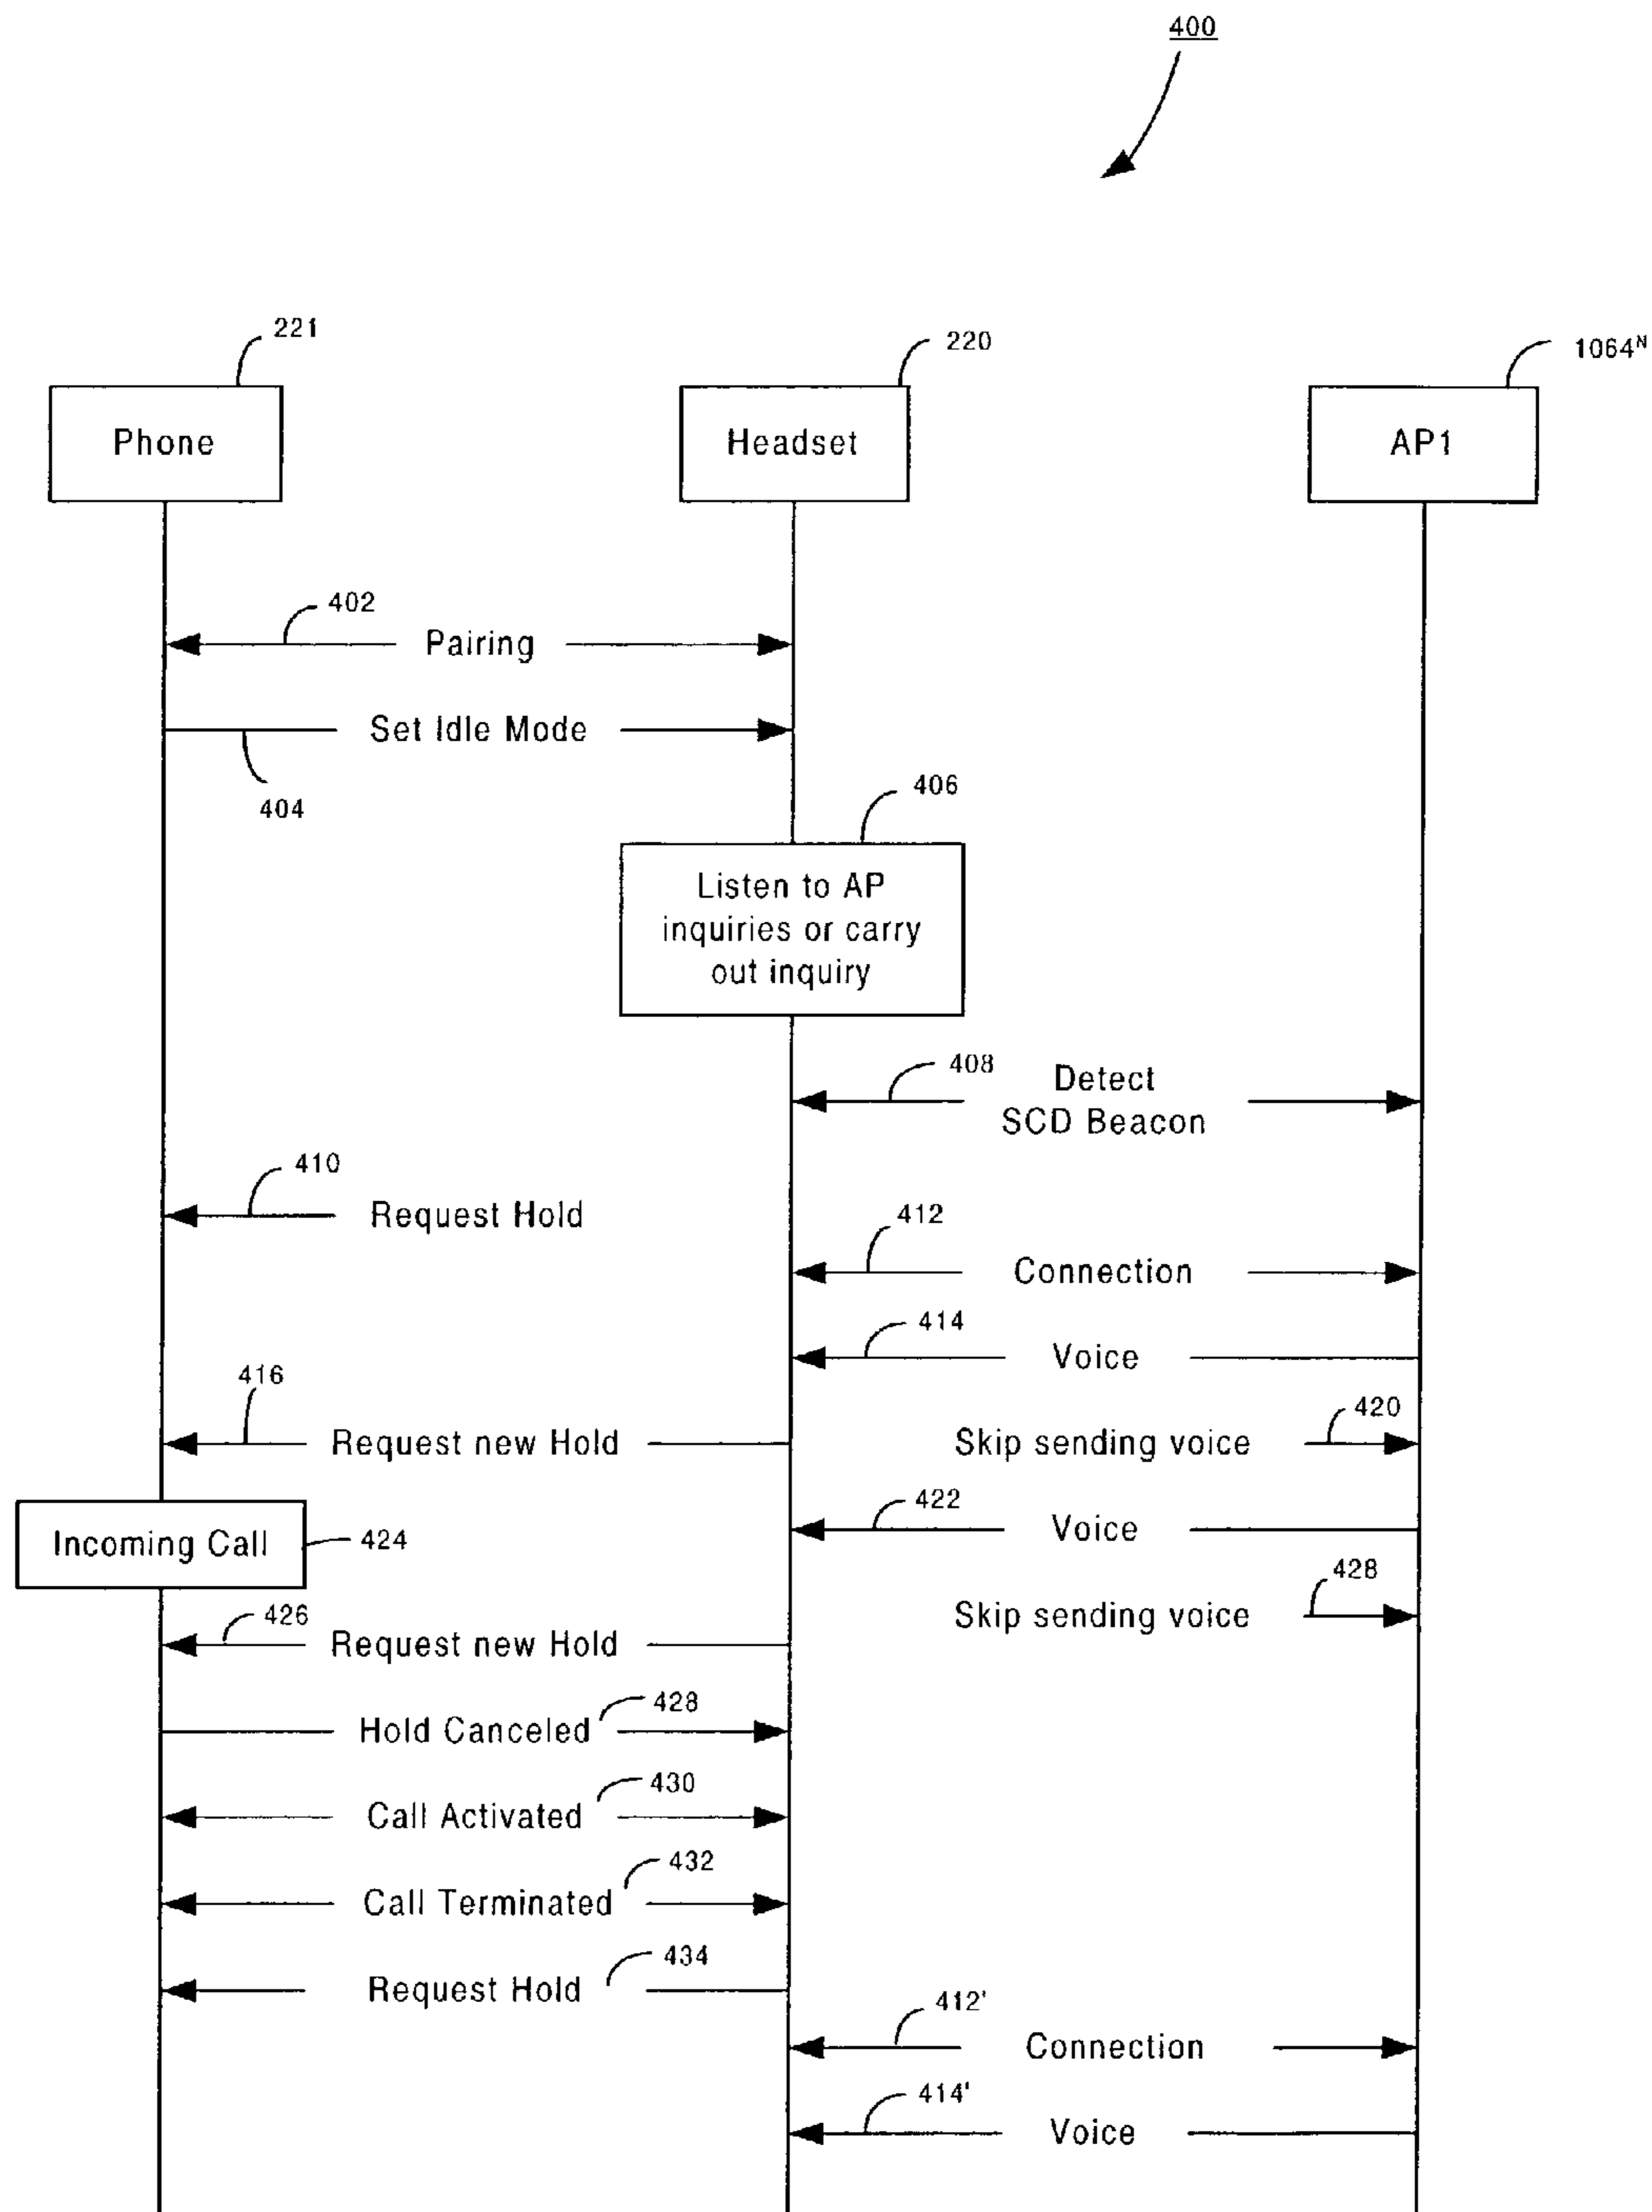 400
221
220
1064ᴺ
Phone
Headset
AP1
402
Pairing
Set Idle Mode
404
406
Listen to AP
inquiries or carry
out inquiry
408
Detect
SCD Beacon
410
Request Hold
412
Connection
414
Voice
416
Request new Hold
420
Skip sending voice
422
Voice
Incoming Call
424
428
Skip sending voice
426
Request new Hold
428
Hold Canceled
430
Call Activated
432
Call Terminated
434
Request Hold
412'
Connection
414'
Voice